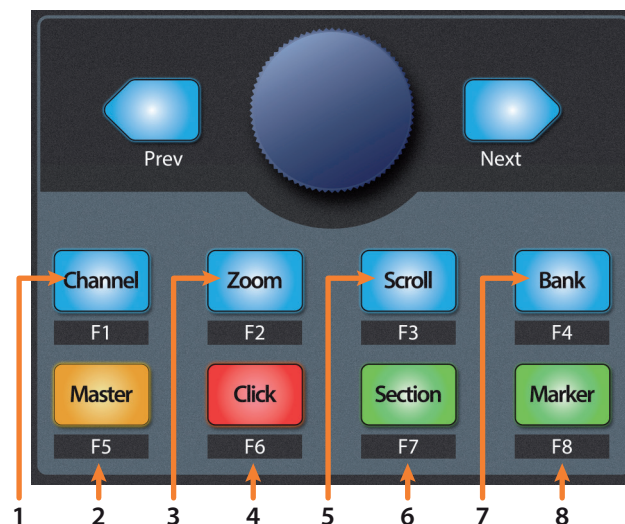 Prev Next
Channel Zoom Scroll Bank
F1 F2 F3 F4
Master Click Section Marker
F5 F6 F7 F8
1 2 3 4 5 6 7 8